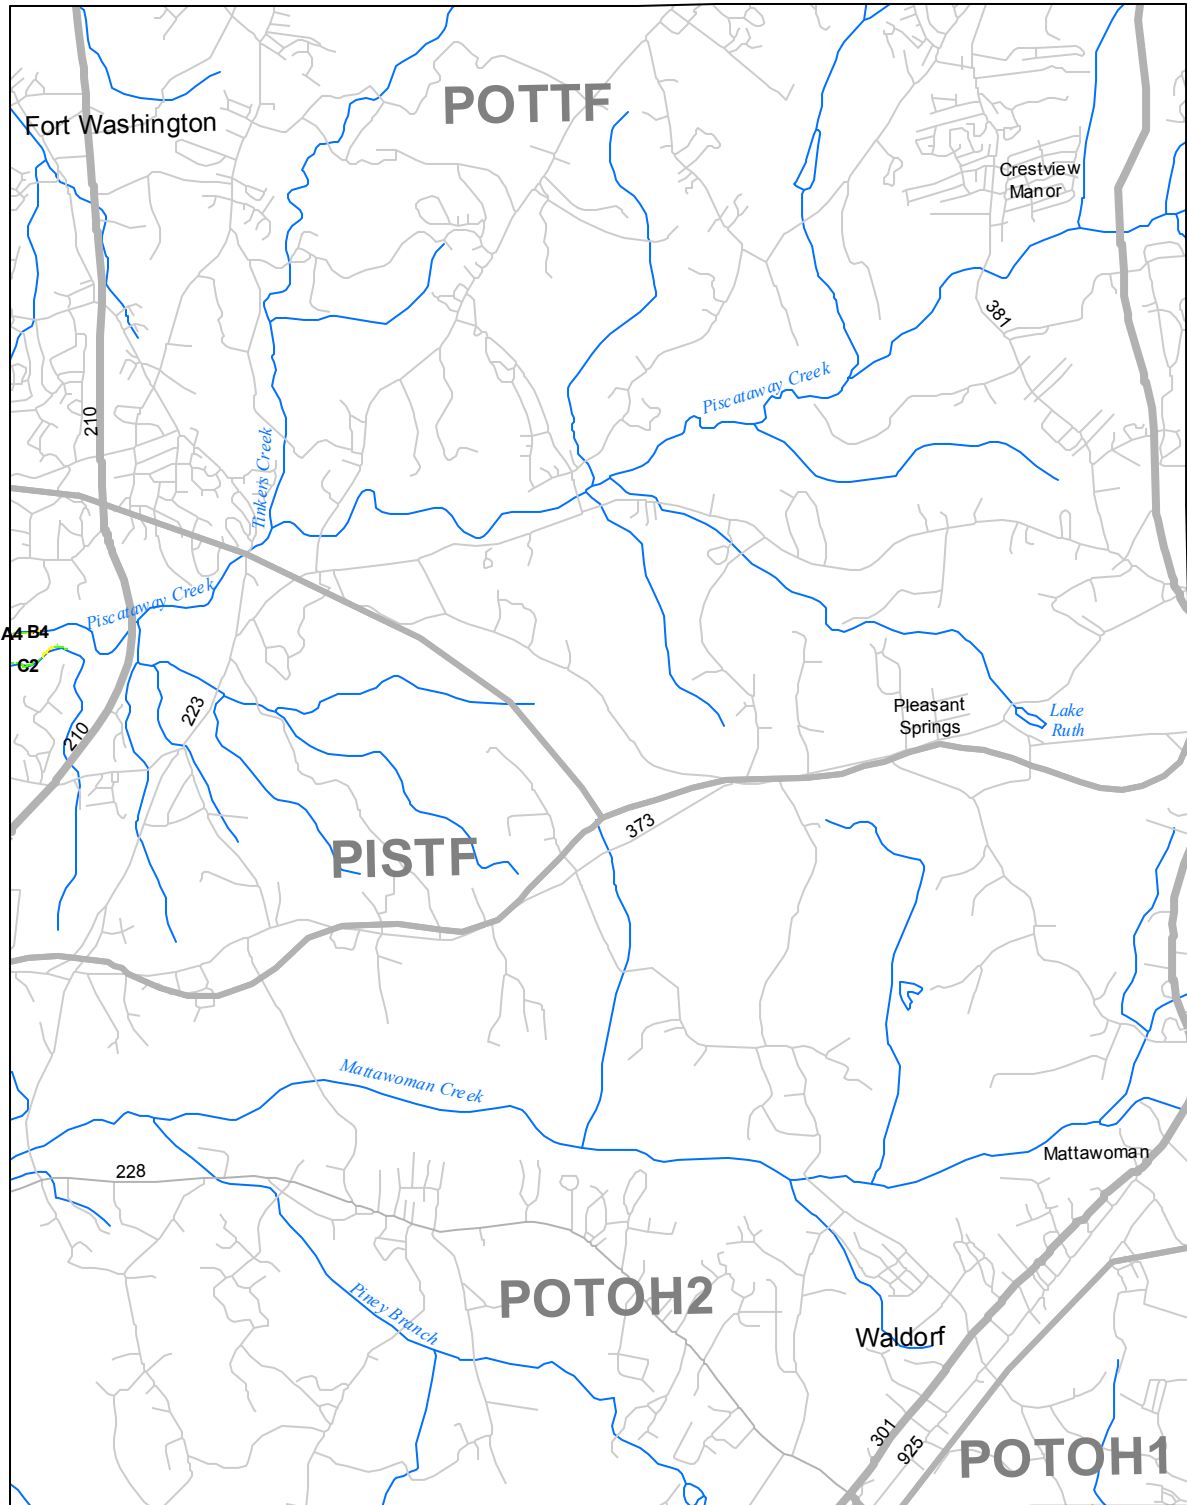 POTTF
Fort Washington
Crestview
Manor
381
Piscataway Creek
210
Tinkers Creek
Piscataway Creek
A4 B4
C2
223
210
Pleasant
Springs
Lake
Ruth
373
PISTF
Mattawoman Creek
Mattawoman
228
POTOH2
Piney Branch
Waldorf
301
925
POTOH1